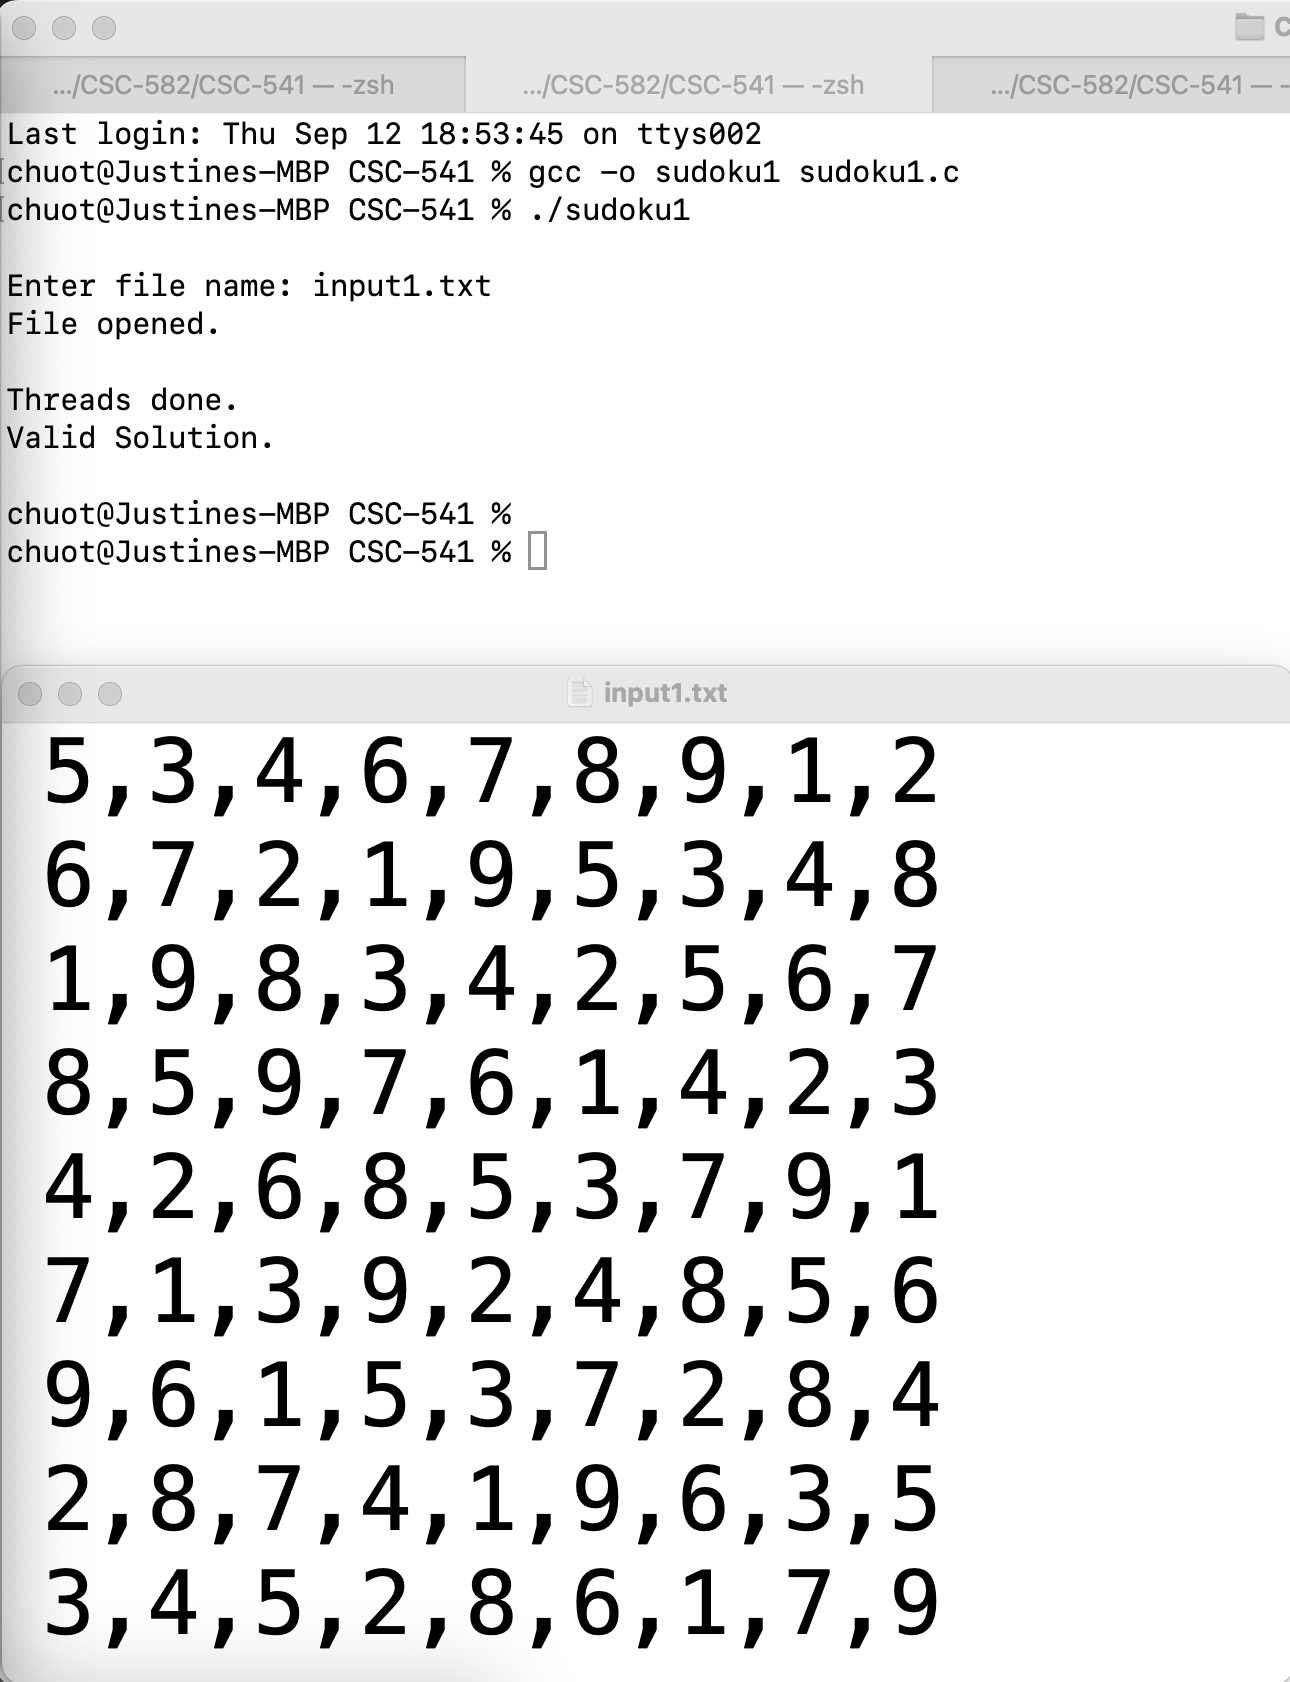 .../CSC-582/CSC-541 — -zsh
.../CSC-582/CSC-541 — -zsh
.../CSC-582/CSC-541 — -
Last login: Thu Sep 12 18:53:45 on ttys002
chuot@Justines-MBP CSC-541 % gcc -o sudoku1 sudoku1.c
chuot@Justines-MBP CSC-541 % ./sudoku1
Enter file name: input1.txt
File opened.
Threads done.
Valid Solution.
chuot@Justines-MBP CSC-541 %
chuot@Justines-MBP CSC-541 %
input1.txt
5,3,4,6,7,8,9,1,2
6,7,2,1,9,5,3,4,8
1,9,8,3,4,2,5,6,7
8,5,9,7,6,1,4,2,3
4,2,6,8,5,3,7,9,1
7,1,3,9,2,4,8,5,6
9,6,1,5,3,7,2,8,4
2,8,7,4,1,9,6,3,5
3,4,5,2,8,6,1,7,9